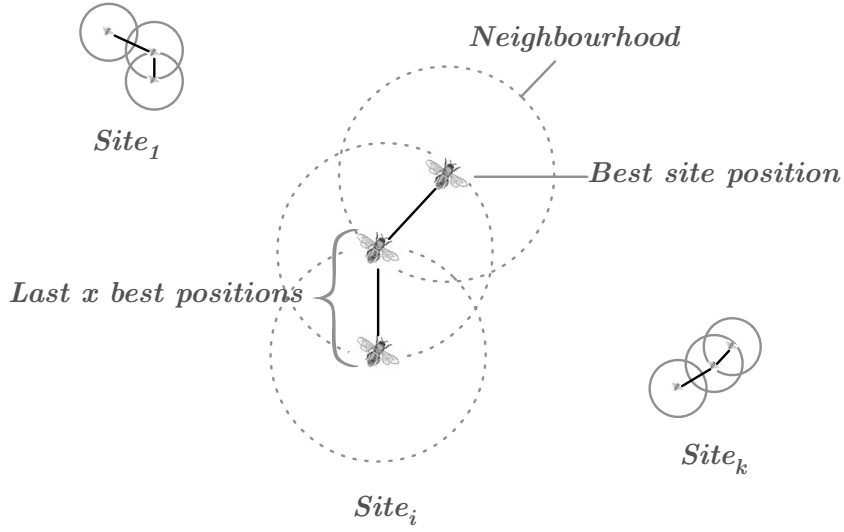 Neighbourhood
Site₁
Best site position
Last x best positions
Siteₖ
Siteᵢ